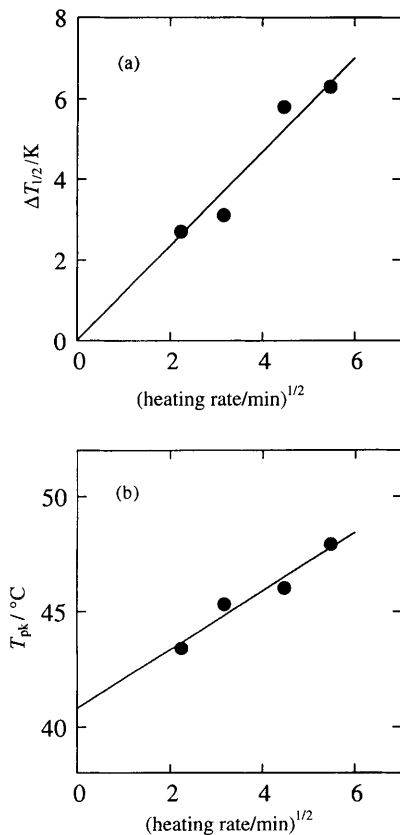 8
(a)
6
ΔT1/2/K
4
2
0
0 2 4 6
(heating rate/min)1/2
50
(b)
Tpk / °C
45
40
0 2 4 6
(heating rate/min)1/2